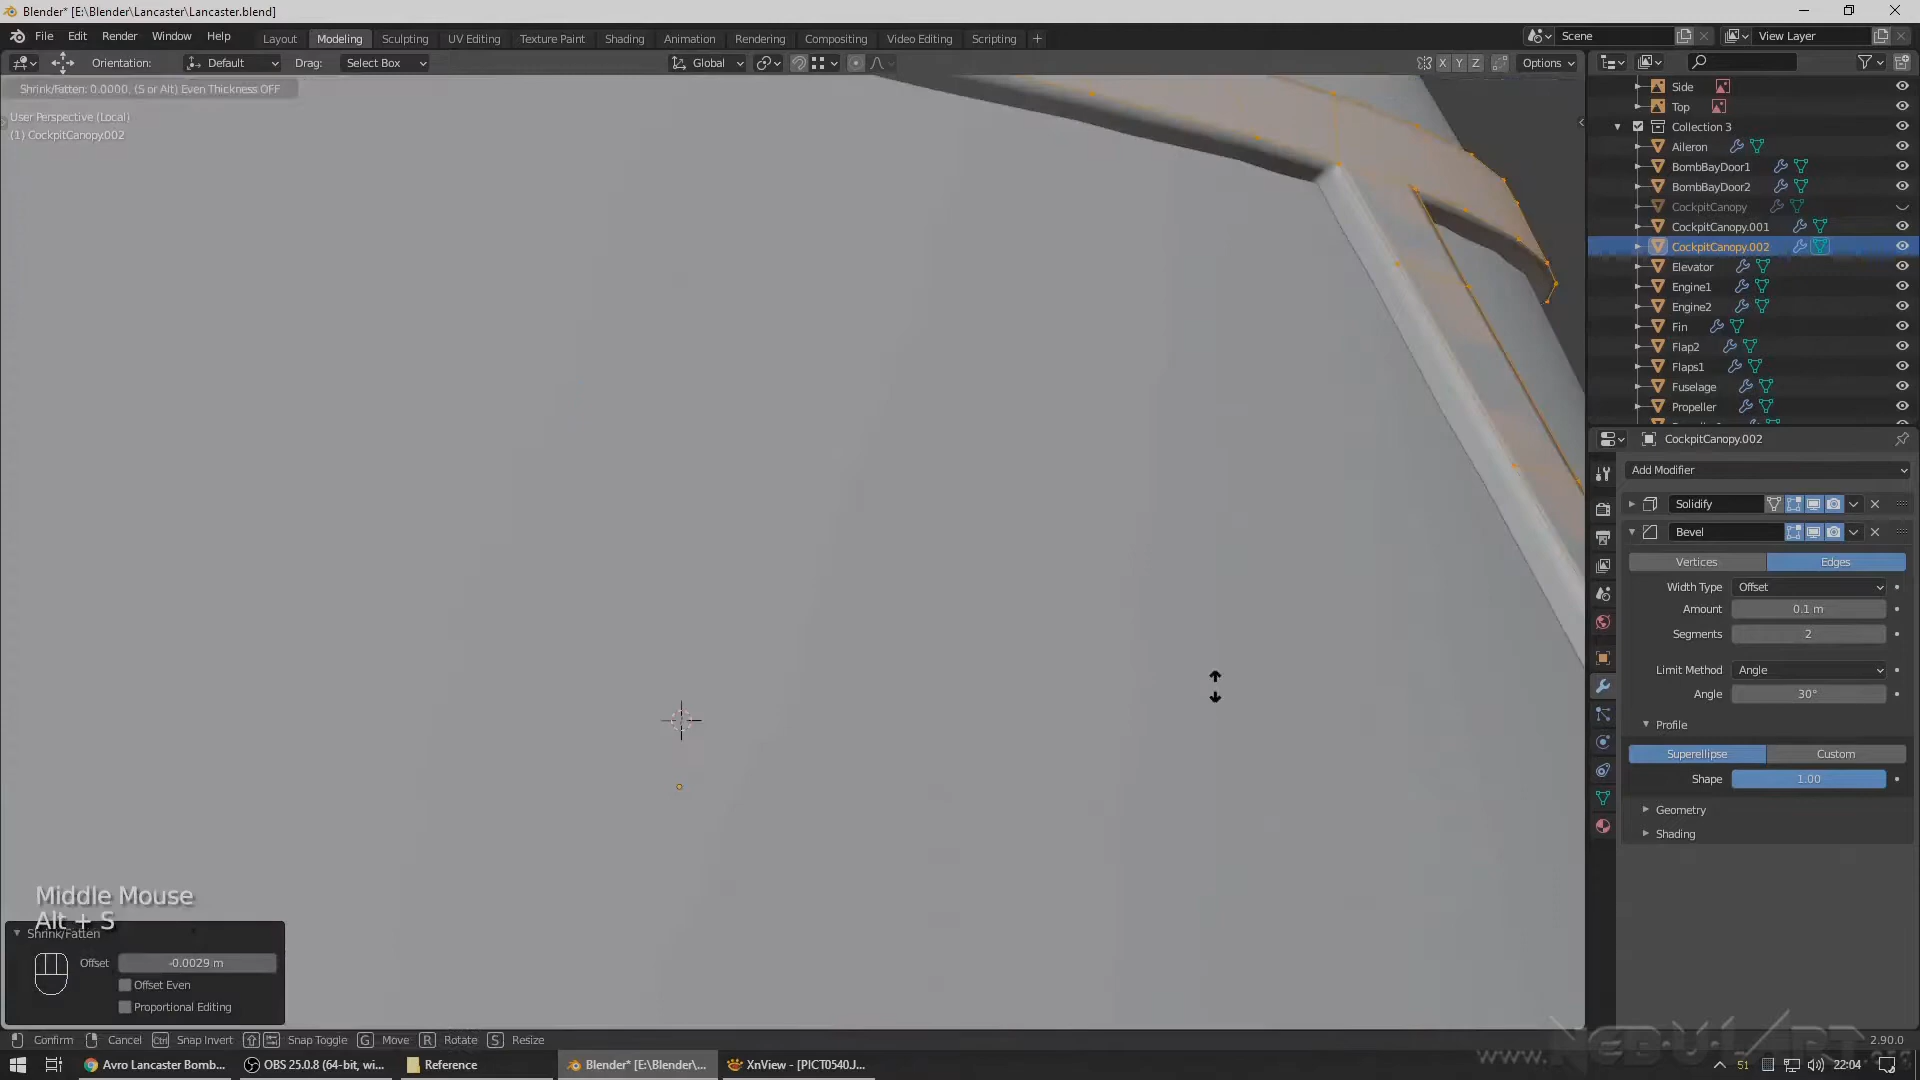 Blender* [E:\Blender\Lancaster\Lancaster.blend]
File Edit Render Window Help
Layout Modeling Sculpting UV Editing Texture Paint Shading Animation Rendering Compositing Video Editing Scripting +
Scene View Layer
Orientation: Default Drag: Select Box Global X Y Z Options
Shrink/Fatten: 0.0000, (S or Alt) Even Thickness OFF
User Perspective (Local)
(1) CockpitCanopy.002
Side
Top
Collection 3
Aileron
BombBayDoor1
BombBayDoor2
CockpitCanopy
CockpitCanopy.001
CockpitCanopy.002
Elevator
Engine1
Engine2
Fin
Flap2
Flaps1
Fuselage
Propeller
CockpitCanopy.002
Add Modifier
Solidify
Bevel
Vertices Edges
Width Type Offset
Amount 0.1 m
Segments 2
Limit Method Angle
Angle 30°
Profile
Superellipse Custom
Shape 1.00
Geometry
Shading
Middle Mouse
Alt + S
Shrink/Fatten
Offset -0.0029 m
Offset Even
Proportional Editing
Confirm Cancel Ctrl Snap Invert Snap Toggle G Move R Rotate S Resize
2.90.0
Avro Lancaster Bomb... OBS 25.0.8 (64-bit, wi... Reference Blender* [E:\Blender\... XnView - [PICT0540.J...
51 22:04